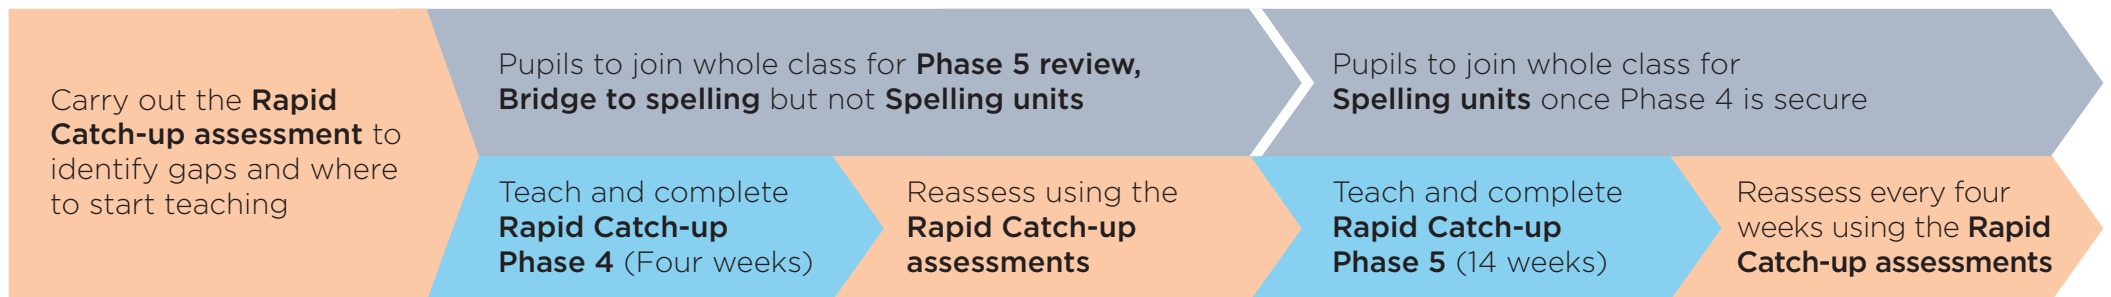 Carry out the Rapid
Catch-up assessment to
identify gaps and where
to start teaching
Pupils to join whole class for Phase 5 review,
Bridge to spelling but not Spelling units
Teach and complete
Rapid Catch-up
Phase 4 (Four weeks)
Reassess using the
Rapid Catch-up
assessments
Pupils to join whole class for
Spelling units once Phase 4 is secure
Teach and complete
Rapid Catch-up
Phase 5 (14 weeks)
Reassess every four
weeks using the Rapid
Catch-up assessments